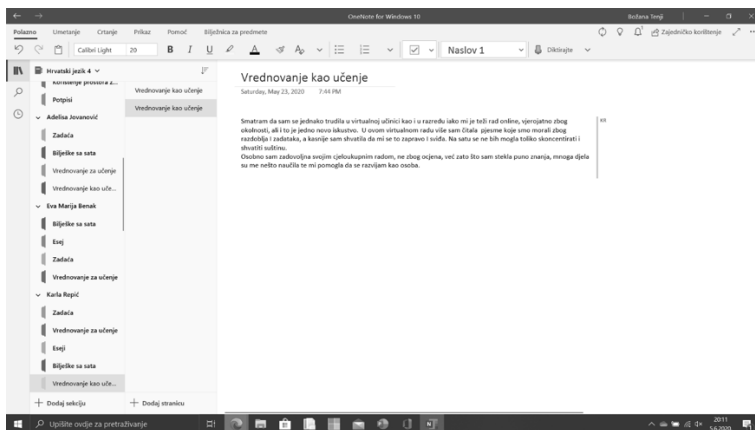 OneNote for Windows 10
Božana Tenji
Polazno Umetanje Crtanje Prikaz Pomoć Bilježnica za predmete
Zajedničko korištenje
Calibri Light 20 B I U A Naslov 1 Diktirajte
Hrvatski jezik 4
Korištenje prostora z...
Potpisi
Adelisa Jovanović
Zadaća
Bilješke sa sata
Vrednovanje za učenje
Vrednovanje kao uče...
Eva Marija Benak
Bilješke sa sata
Esej
Zadaća
Vrednovanje za učenje
Karla Repić
Zadaća
Vrednovanje za učenje
Eseji
Bilješke sa sata
Vrednovanje kao uče...
Dodaj sekciju
Vrednovanje kao učenje
Vrednovanje kao učenje
Dodaj stranicu
Vrednovanje kao učenje
Saturday, May 23, 2020 7:44 PM
Smatram da sam se jednako trudila u virtualnoj učinici kao i u razredu iako mi je teži rad online, vjerojatno zbog
okolnosti, ali i to je jedno novo iskustvo. U ovom virtualnom radu više sam čitala pjesme koje smo morali zbog
razdoblja i zadataka, a kasnije sam shvatila da mi se to zapravo i sviđa. Na satu se ne bih mogla toliko skoncentrirati i
shvatiti suštinu.
Osobno sam zadovoljna svojim cjeloukupnim radom, ne zbog ocjena, već zato što sam stekla puno znanja, mnoga djela
su me nešto naučila te mi pomogla da se razvijam kao osoba.
KR
Upišite ovdje za pretraživanje
20:11
5.6.2020.